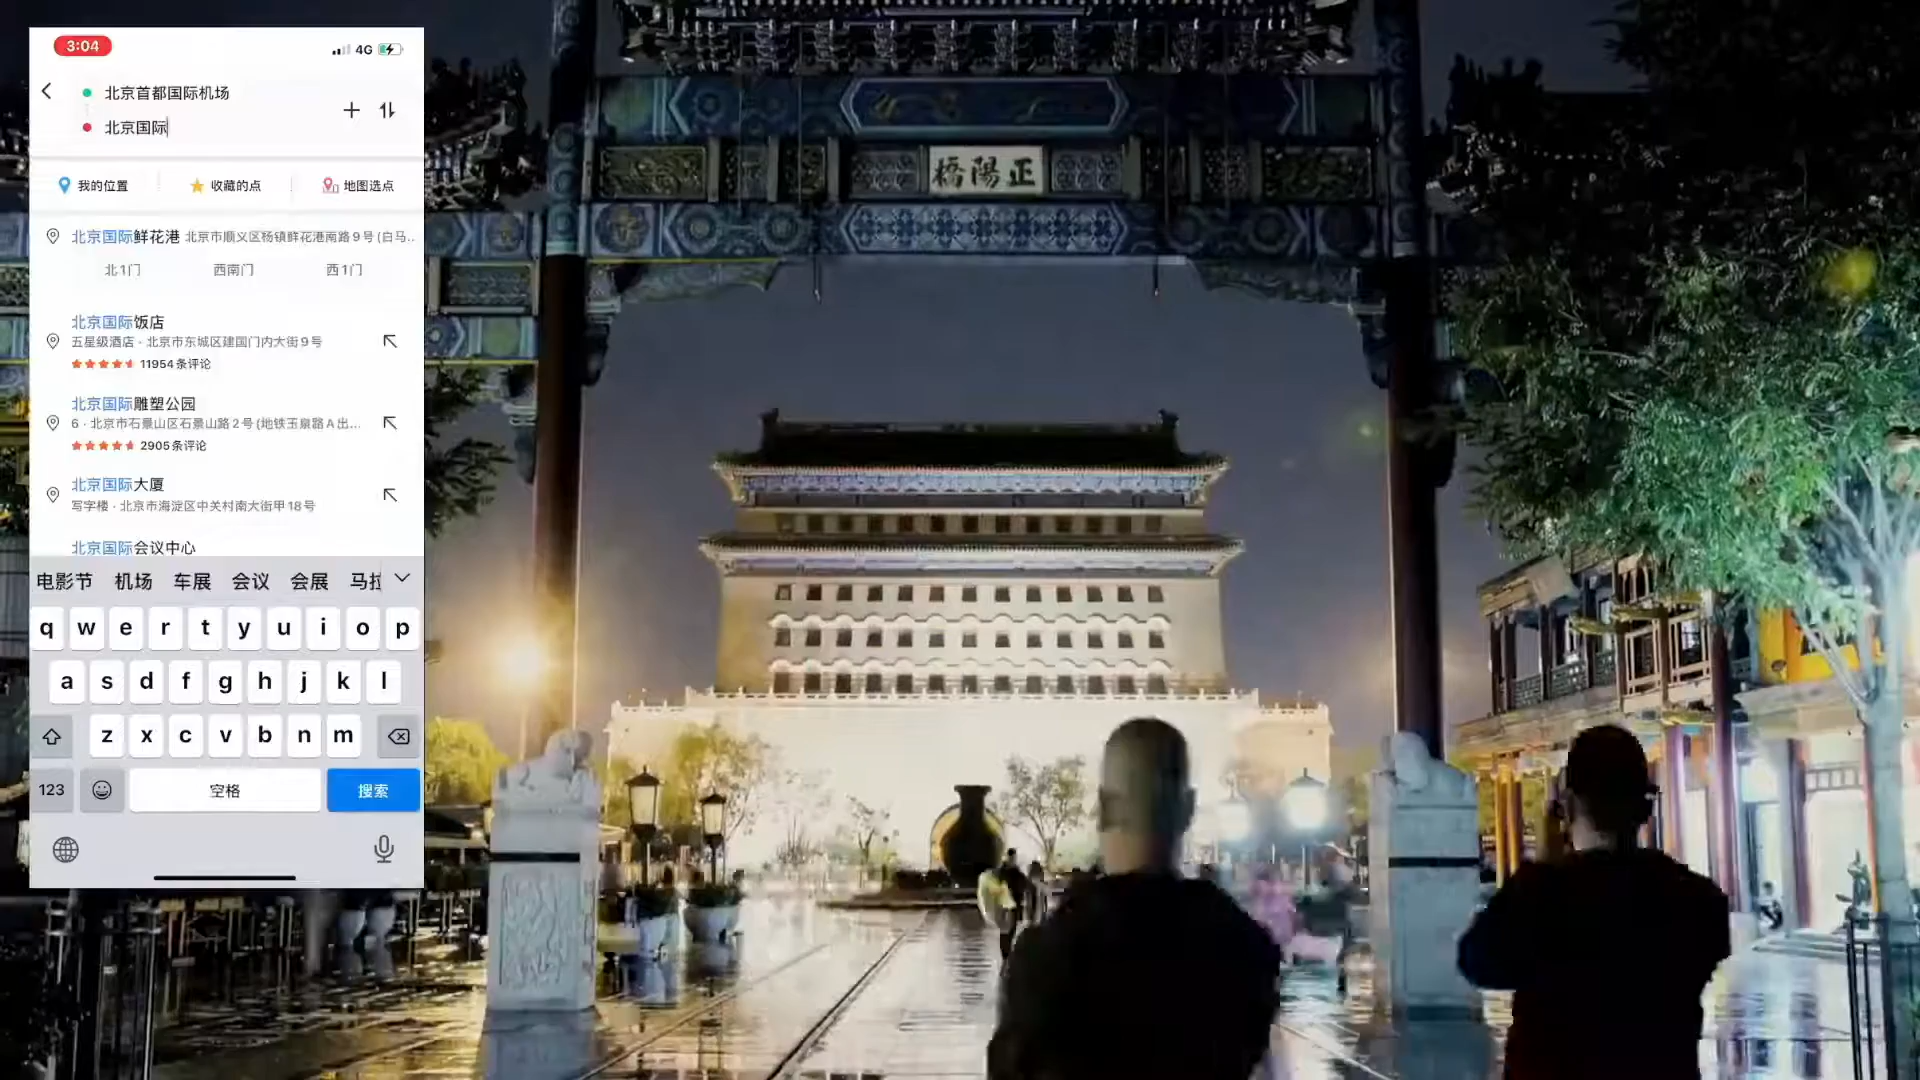 3:04
4G
北京首都国际机场
北京国际
我的位置
收藏的点
地图选点
北京国际鲜花港 北京市顺义区杨镇鲜花港南路9号(白马...
北1门
西南门
西1门
北京国际饭店
五星级酒店 · 北京市东城区建国门内大街9号
11954条评论
北京国际雕塑公园
6 · 北京市石景山区石景山路2号(地铁玉泉路A出...
2905条评论
北京国际大厦
写字楼 · 北京市海淀区中关村南大街甲18号
北京国际会议中心
电影节 机场 车展 会议 会展 马拉
q w e r t y u i o p
a s d f g h j k l
z x c v b n m
123
空格
搜索
橋陽正